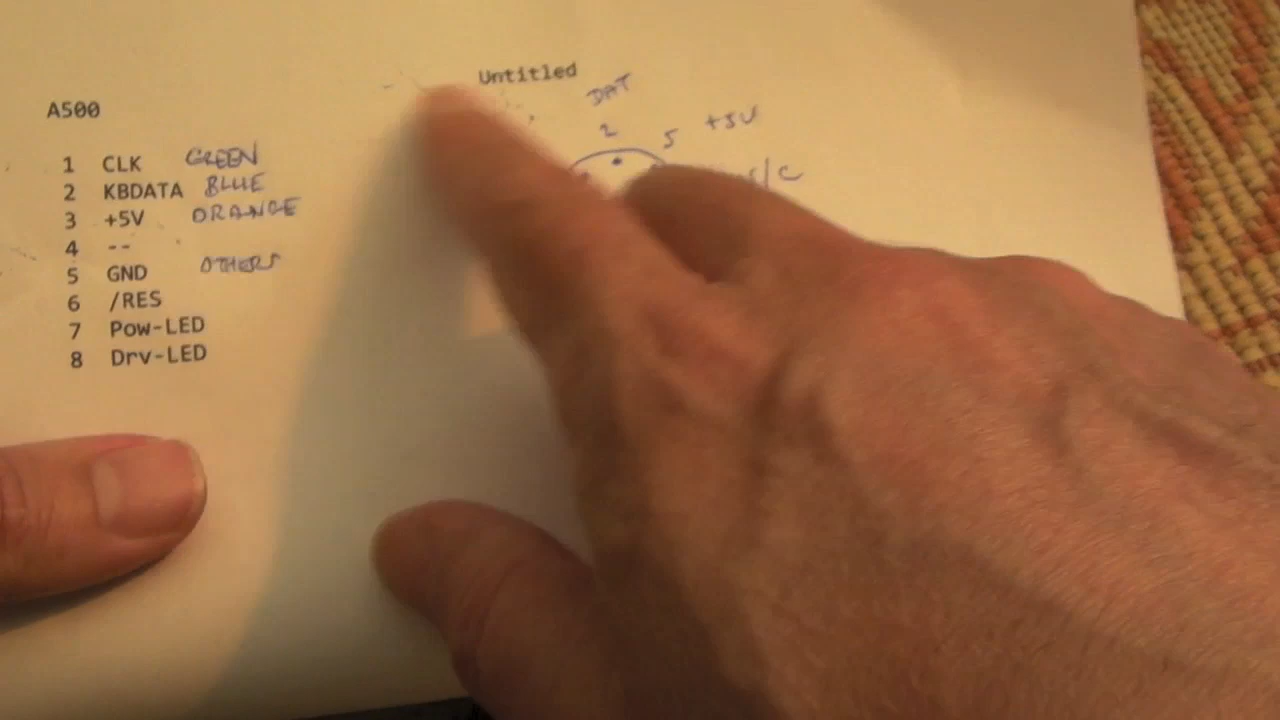 Untitled
A500
DAT
2 5 +5V
1 CLK GREEN
2 KBDATA BLUE
3 +5V ORANGE
4 --
5 GND OTHERS
6 /RES
7 Pow-LED
8 Drv-LED